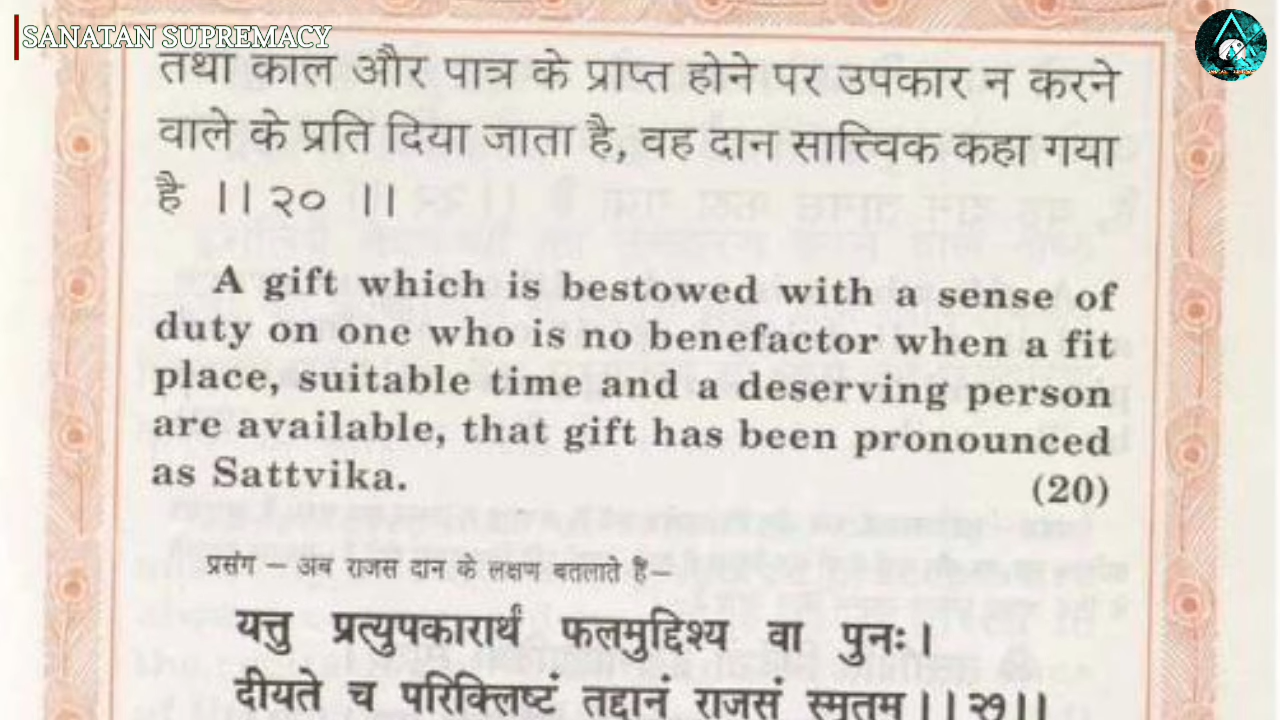 SANATAN SUPREMACY
तथा काल और पात्र के प्राप्त होने पर उपकार न करने
वाले के प्रति दिया जाता है, वह दान सात्त्विक कहा गया
है ।। २० ।।
A gift which is bestowed with a sense of
duty on one who is no benefactor when a fit
place, suitable time and a deserving person
are available, that gift has been pronounced
as Sattvika. (20)
प्रसंग – अब राजस दान के लक्षण बतलाते हैं–
यत्तु प्रत्युपकारार्थं फलमुद्दिश्य वा पुनः।
दीयते च परिक्लिष्टं तद्दानं राजसं स्मृतम् ।। २१ ।।